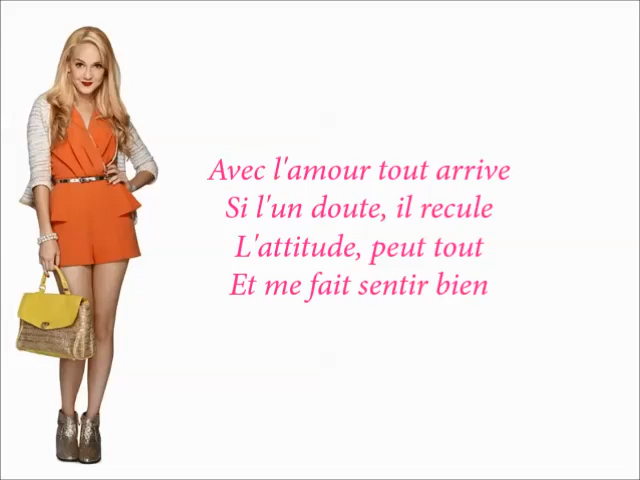 Avec l'amour tout arrive
Si l'un doute, il recule
L'attitude, peut tout
Et me fait sentir bien